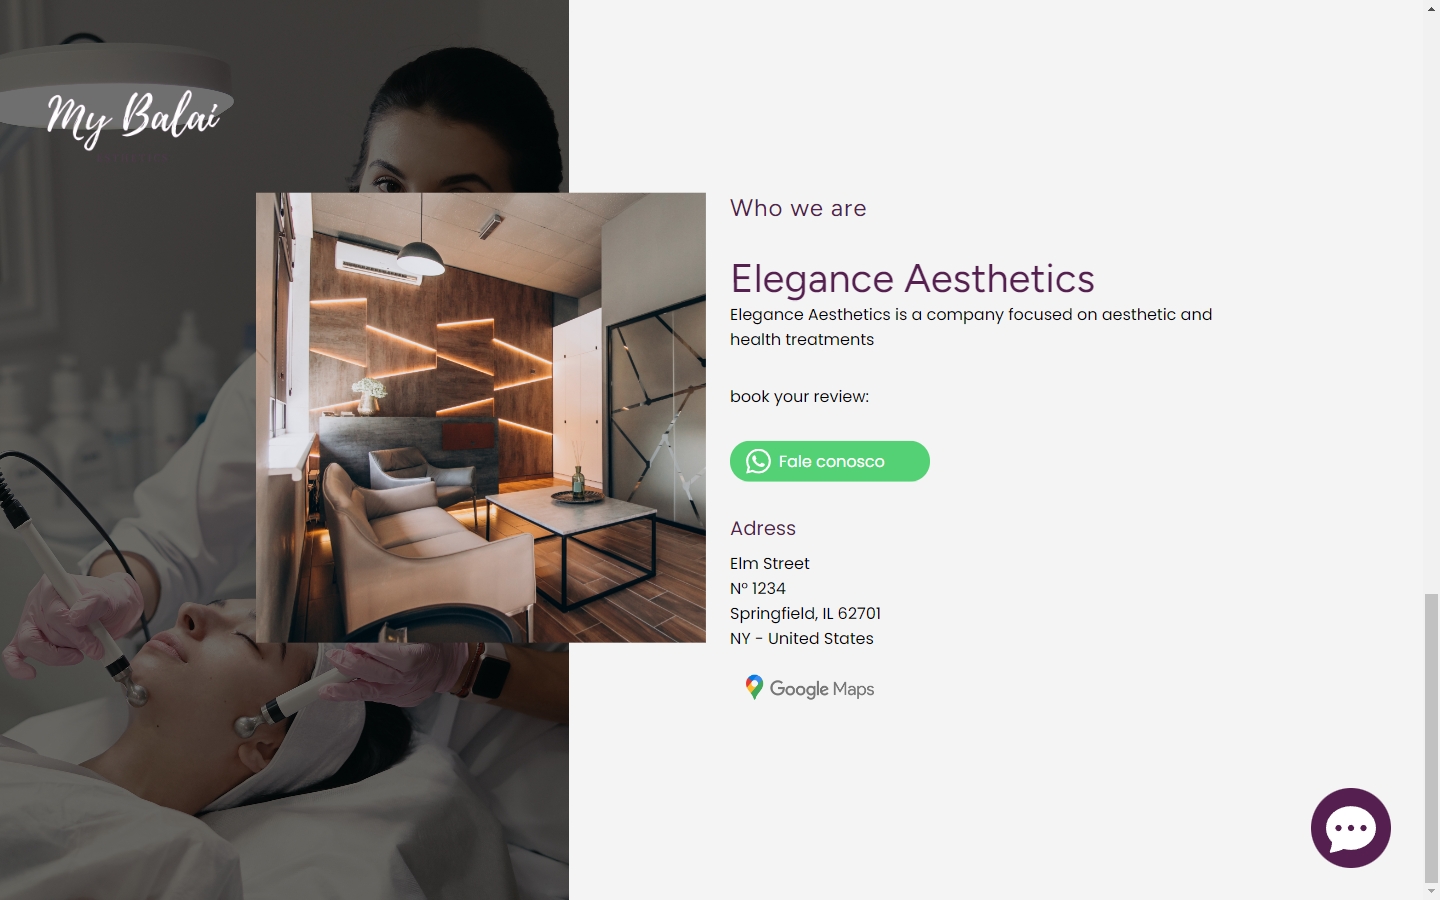 My Balai
Who we are
Elegance Aesthetics
Elegance Aesthetics is a company focused on aesthetic and
health treatments
book your review:
Fale conosco
Adress
Elm Street
Nº 1234
Springfield, IL 62701
NY - United States
Google Maps